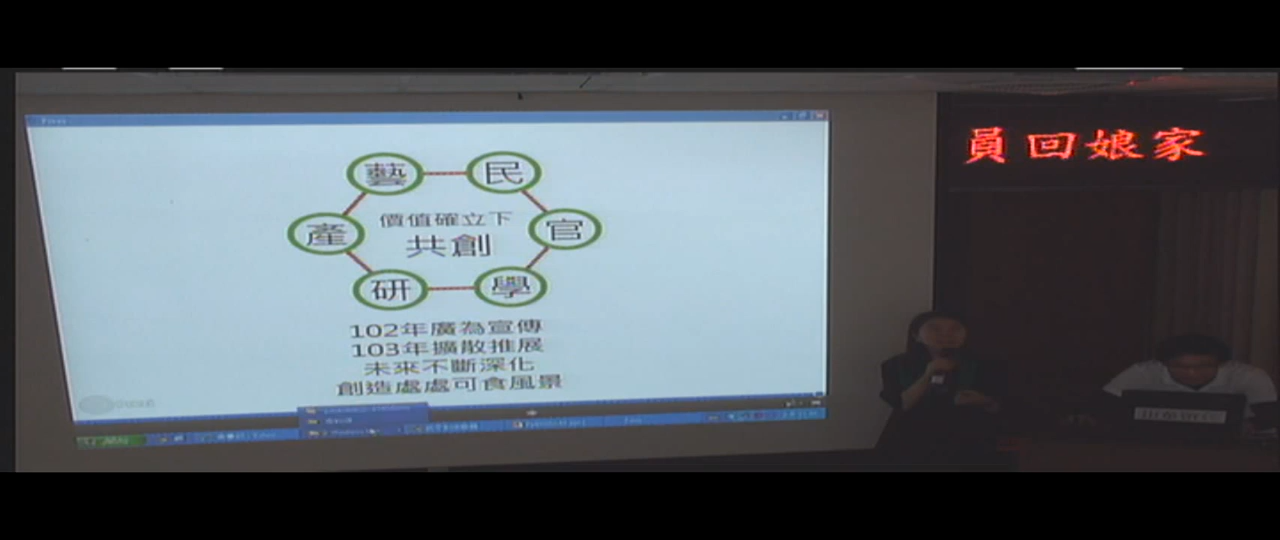 員回娘家
藝
民
產
價值確立下
官
共創
研
學
102年廣為宣傳
103年擴散推展
未來不斷深化
創造處處可食風景